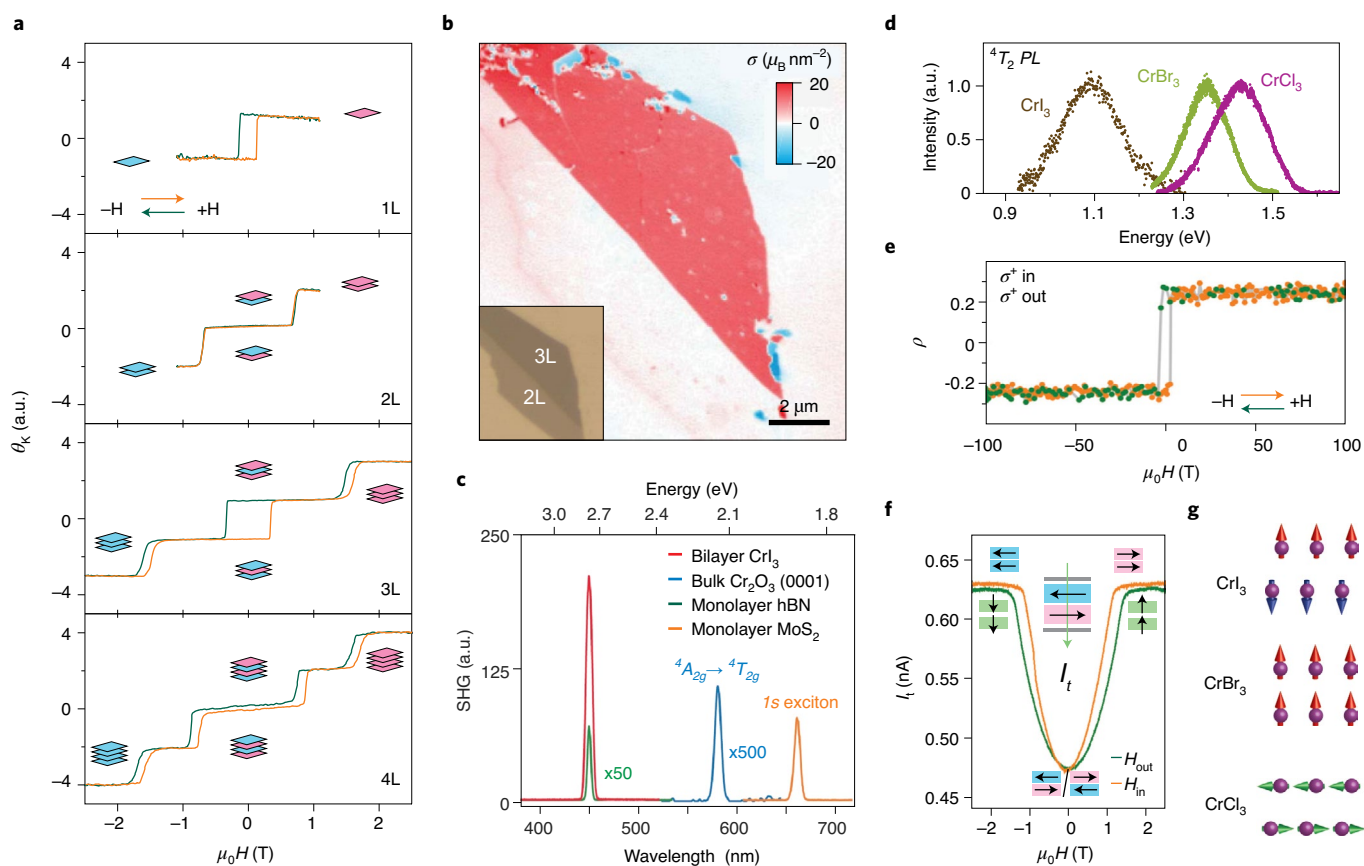 a
4
0
−4
−H
+H
1L
4
0
−4
2L
4
0
−4
3L
4
0
−4
4L
−2 −1 0 1 2
μ₀H (T)
θ_K (a.u.)
b
σ (μ_B nm⁻²)
20
0
−20
3L
2L
2 μm
c
Energy (eV)
3.0 2.7 2.4 2.1 1.8
250
125
0
SHG (a.u.)
Bilayer CrI₃
Bulk Cr₂O₃ (0001)
Monolayer hBN
Monolayer MoS₂
⁴A₂g → ⁴T₂g
1s exciton
x50
x500
400 500 600 700
Wavelength (nm)
d
⁴T₂ PL
CrI₃
CrBr₃
CrCl₃
1.0
0.5
0
Intensity (a.u.)
0.9 1.1 1.3 1.5
Energy (eV)
e
σ⁺ in
σ⁺ out
0.2
0
-0.2
ρ
−H
+H
−100 −50 0 50 100
μ₀H (T)
f
0.65
0.60
0.55
0.50
0.45
I_t (nA)
I_t
H_out
H_in
−2 −1 0 1 2
μ₀H (T)
g
CrI₃
CrBr₃
CrCl₃